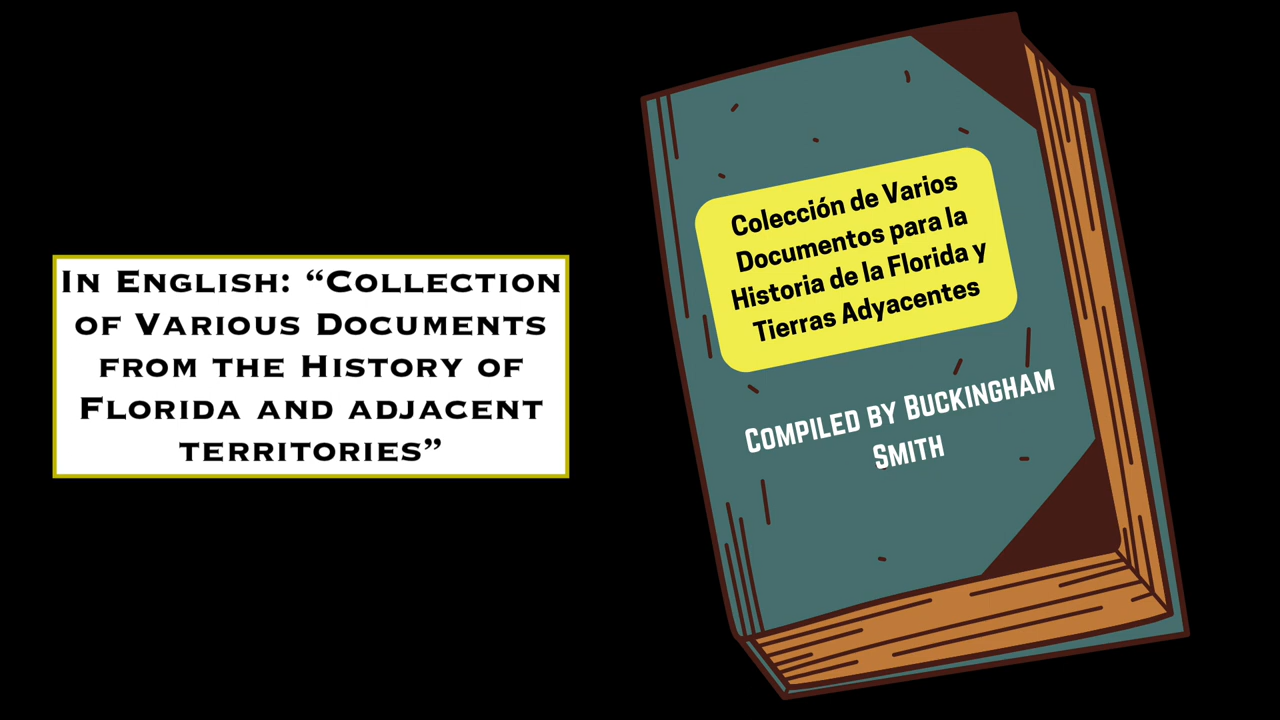 In English: “Collection
of Various Documents
from the History of
Florida and adjacent
territories”
Colección de Varios
Documentos para la
Historia de la Florida y
Tierras Adyacentes
Compiled by Buckingham
Smith